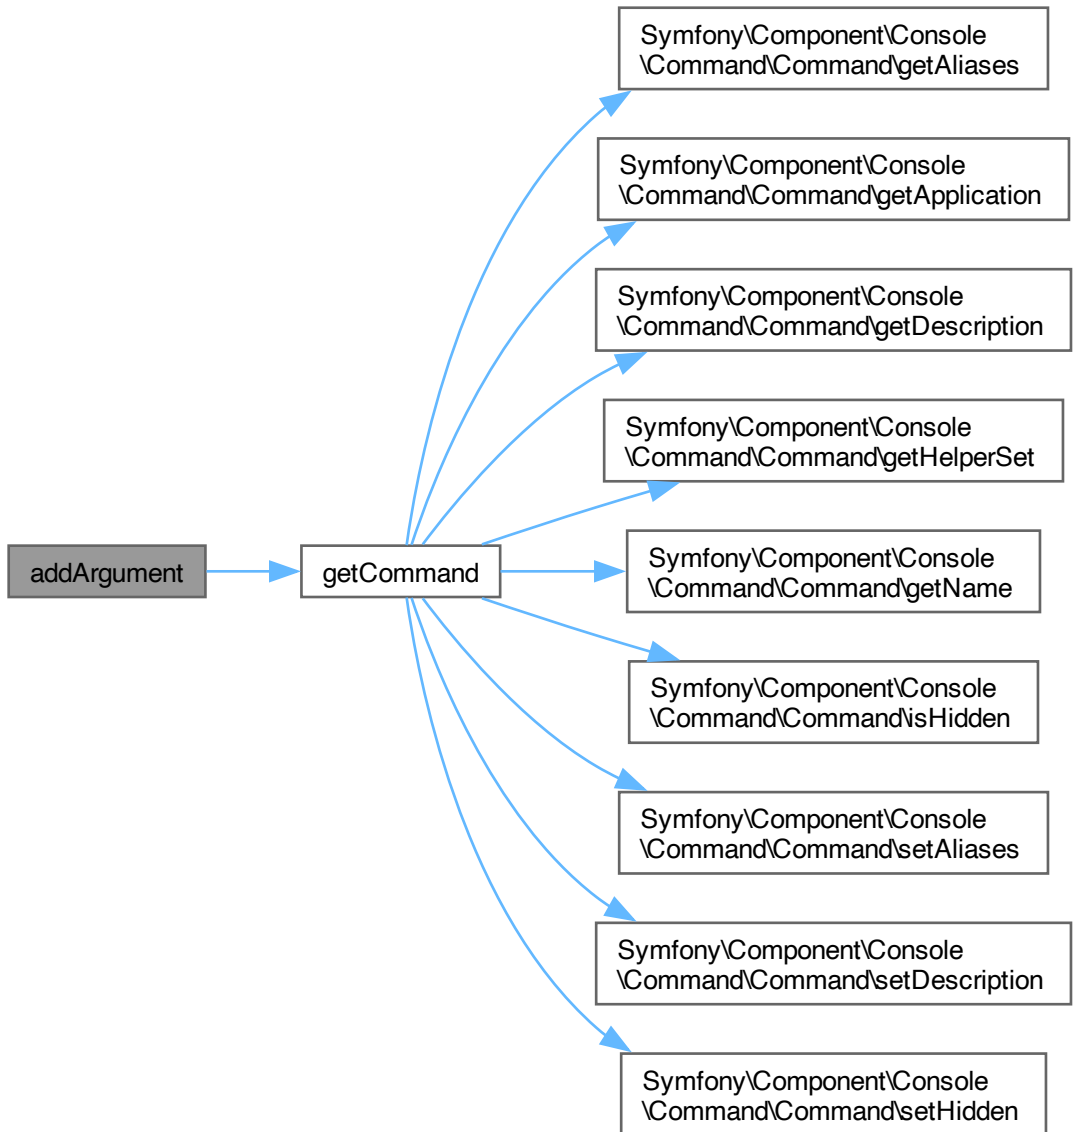 Symfony\Component\Console
\Command\Command\getAliases
Symfony\Component\Console
\Command\Command\getApplication
Symfony\Component\Console
\Command\Command\getDescription
Symfony\Component\Console
\Command\Command\getHelperSet
addArgument
getCommand
Symfony\Component\Console
\Command\Command\getName
Symfony\Component\Console
\Command\Command\isHidden
Symfony\Component\Console
\Command\Command\setAliases
Symfony\Component\Console
\Command\Command\setDescription
Symfony\Component\Console
\Command\Command\setHidden